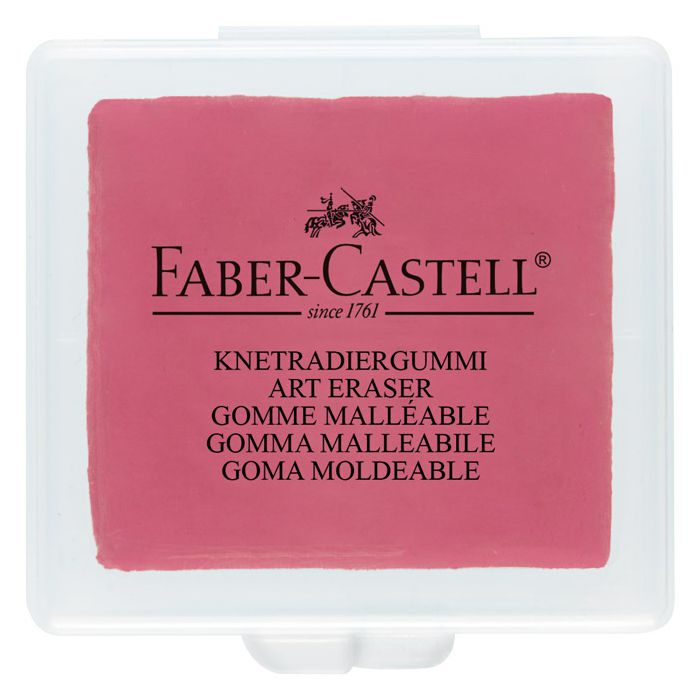 FABER-CASTELL®
since 1761
KNETRADIERGUMMI
ART ERASER
GOMME MALLÉABLE
GOMMA MALLEABILE
GOMA MOLDEABLE